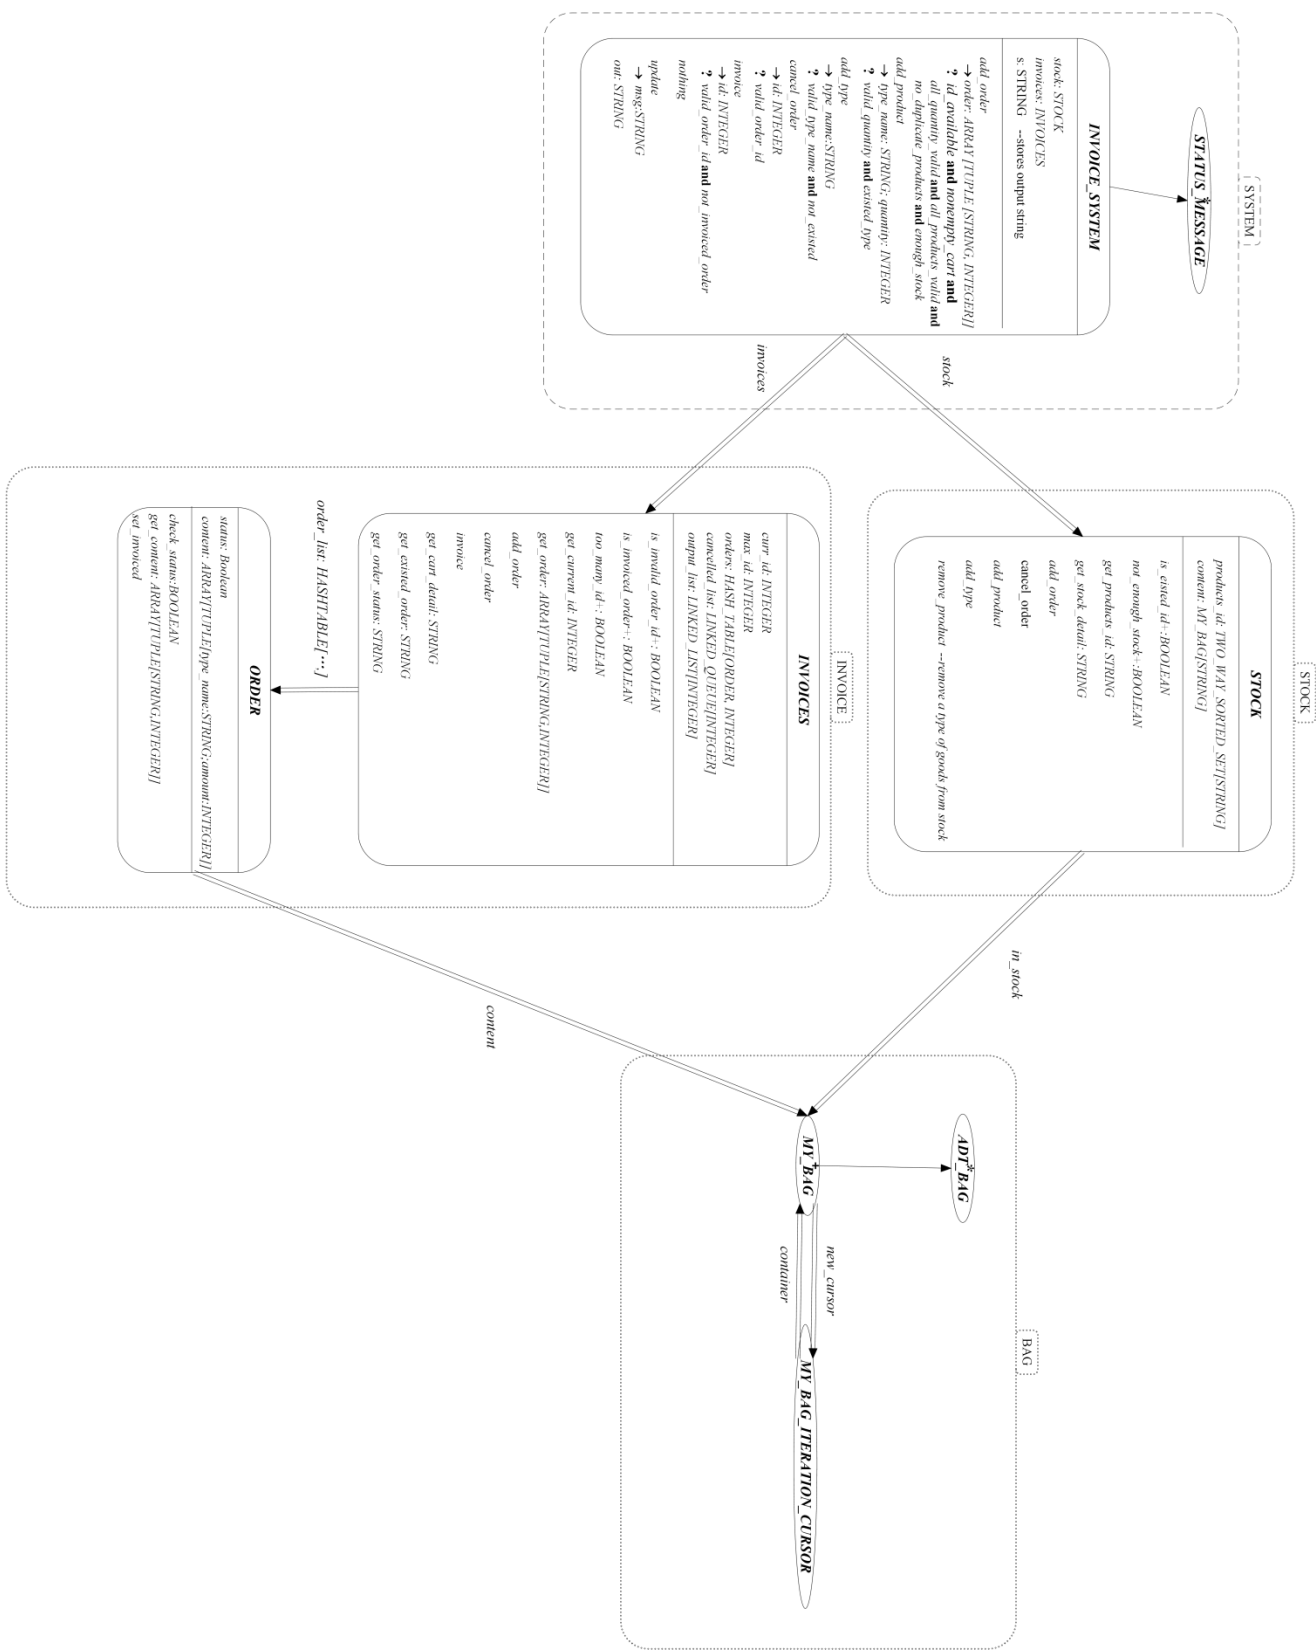 SYSTEM
*
STATUS_MESSAGE
INVOICE_SYSTEM
stock: STOCK
invoices: INVOICES
s: STRING --stores output string
add_order
→ order: ARRAY [TUPLE [STRING, INTEGER]]
? id_available and nonempty_cart and
all_quantity_valid and all_products_valid and
no_duplicate_products and enough_stock
add_product
→ type_name: STRING; quantity: INTEGER
? valid_quantity and existed_type
add_type
→ type_name:STRING
? valid_type_name and not_existed
cancel_order
→ id: INTEGER
? valid_order_id
invoice
→ id: INTEGER
? valid_order_id and not_invoiced_order
nothing
update
→ msg:STRING
out: STRING
stock
invoices
STOCK
STOCK
products_id: TWO_WAY_SORTED_SET[STRING]
content: MY_BAG[STRING]
is_eisted_id+:BOOLEAN
not_enough_stock+:BOOLEAN
get_products_id: STRING
get_stock_detail: STRING
add_order
cancel_order
add_product
add_type
remove_product --remove a type of goods from stock
INVOICE
INVOICES
curr_id: INTEGER
max_id: INTEGER
orders: HASH_TABLE[ORDER, INTEGER]
cancelled_list: LINKED_QUEUE[INTEGER]
output_list: LINKED_LIST[INTEGER]
is_invalid_order_id+: BOOLEAN
is_invoiced_order+: BOOLEAN
too_many_id+: BOOLEAN
get_current_id: INTEGER
get_order: ARRAY[TUPLE[STRING,INTEGER]]
add_order
cancel_order
invoice
get_cart_detail: STRING
get_existed_order: STRING
get_order_status: STRING
order_list: HASHTABLE[…]
ORDER
status: Boolean
content: ARRAY[TUPLE[type_name:STRING;amount:INTEGER]]
check_status:BOOLEAN
get_content: ARRAY[TUPLE[STRING,INTEGER]]
set_invoiced
in_stock
content
BAG
*
ADT_BAG
+
MY_BAG
new_cursor
container
MY_BAG_ITERATION_CURSOR